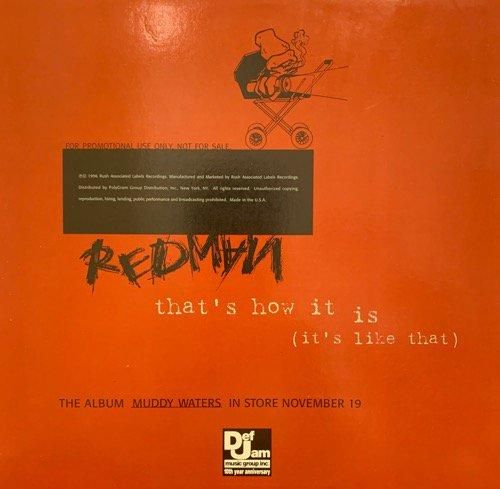 FOR PROMOTIONAL USE ONLY, NOT FOR SALE
℗© 1996 Rush Associated Labels Recordings. Manufactured and Marketed by Rush Associated Labels Recordings.
Distributed by PolyGram Group Distribution, Inc., New York, NY. All rights reserved. Unauthorized copying,
reproduction, hiring, lending, public performance and broadcasting prohibited. Made in the U.S.A.
REDMAN
that's how it is
(it's like that)
THE ALBUM MUDDY WATERS IN STORE NOVEMBER 19
Def
Jam
music group inc
10th year anniversary